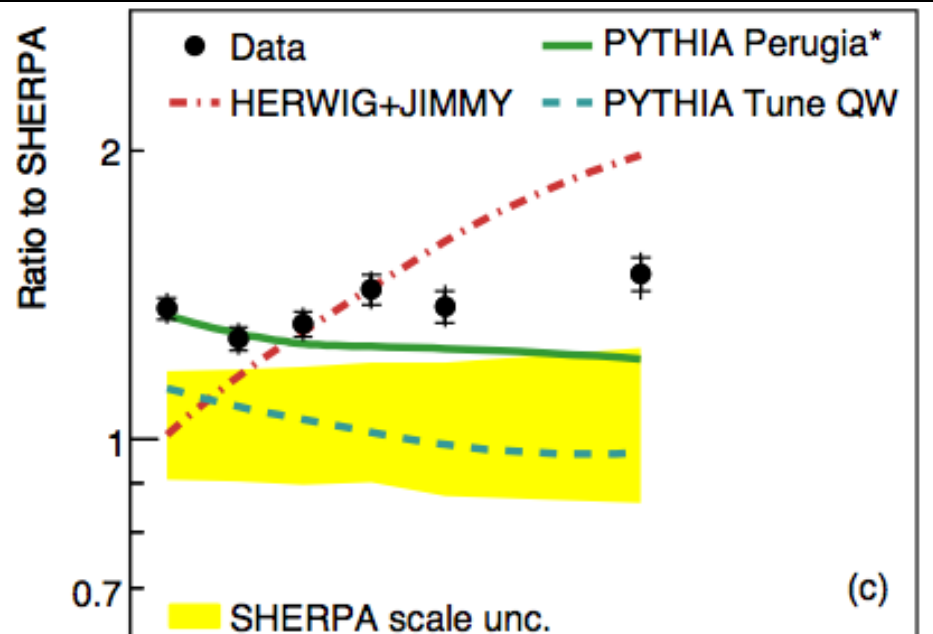 Ratio to SHERPA
Data
PYTHIA Perugia*
HERWIG+JIMMY
PYTHIA Tune QW
2
1
0.7
(c)
SHERPA scale unc.